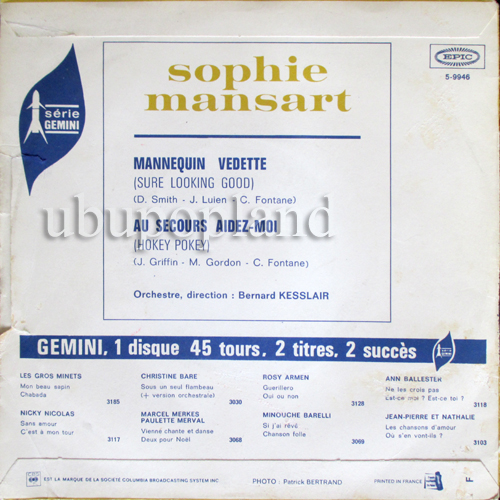 sophie
mansart
EPIC
5-9946
série
GEMINI
MANNEQUIN VEDETTE
(SURE LOOKING GOOD)
(D. Smith - J. Luien - C. Fontane)
ubunopland
AU SECOURS AIDEZ-MOI
(HOKEY POKEY)
(J. Griffin - M. Gordon - C. Fontane)
Orchestre, direction : Bernard KESSLAIR
GEMINI, 1 disque 45 tours, 2 titres, 2 succès
LES GROS MINETS
Mon beau sapin
Chabada
3185
CHRISTINE BARE
Sous un seul flambeau
(+ version orchestrale)
3030
ROSY ARMEN
Guerillero
Oui ou non
3128
ANN BALLESTER
Ne les crois pas
Est-ce moi ? Est-ce toi ?
3118
NICKY NICOLAS
Sans amour
C'est à mon tour
3117
MARCEL MERKES
PAULETTE MERVAL
Vienné chante et danse
Deux pour Noël
3068
MINOUCHE BARELLI
Si j'ai rêvé
Chanson folle
3069
JEAN-PIERRE ET NATHALIE
Les chansons d'amour
Où s'en vont-ils ?
3103
CBS EST LA MARQUE DE LA SOCIÉTÉ COLUMBIA BROADCASTING SYSTEM INC
PHOTO : Patrick BERTRAND
PRINTED IN FRANCE
F